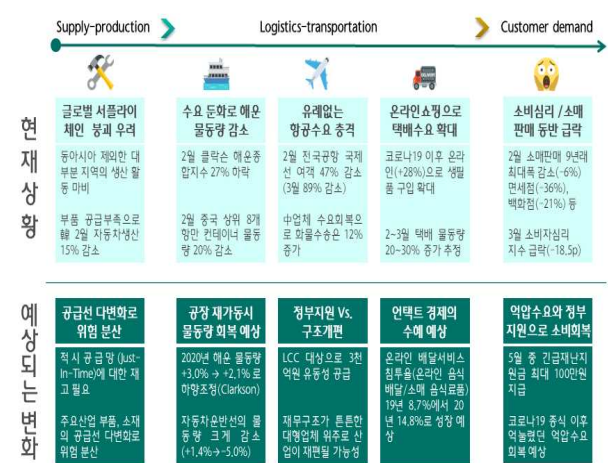 Supply-production
Logistics-transportation
Customer demand
DELIVERY
현재상황
글로벌 서플라이
체인 붕괴 우려
동아시아 제외한 대
부분 지역의 생산 활
동 마비
부품 공급부족으로
韓 2월 자동차생산
15% 감소
수요 둔화로 해운
물동량 감소
2월 클락슨 해운종
합지수 27% 하락
2월 중국 상위 8개
항만 컨테이너 물동
량 20% 감소
유례없는
항공수요 충격
2월 전국공항 국제
선 여객 47% 감소
(3월 89% 감소)
中업체 수요회복으
로 화물수송은 12%
증가
온라인쇼핑으로
택배수요 확대
코로나19 이후 온라
인(+28%)으로 생필
품 구입 확대
2~3월 택배 물동량
20~30% 증가 추정
소비심리 /소매
판매 동반 급락
2월 소매판매 9년래
최대폭 감소(-6%)
면세점(-36%),
백화점(-21%) 등
3월 소비자심리
지수 급락(-18.5p)
예상되는 변화
공급선 다변화로
위험 분산
적시공급망(Just-
In-Time)에 대한 재
고 필요
주요산업 부품, 소재
의 공급선 다변화로
위험 분산
공장 재가동시
물동량 회복 예상
2020년 해운 물동량
+3.0% → +2.1% 로
하향조정(Clarkson)
자동차운반선의 물
동량 크게 감소
(+1.4%→-5.0%)
정부지원 Vs.
구조개편
LCC 대상으로 3천
억원 유동성 공급
재무구조가 튼튼한
대형업체 위주로 산
업이 재편될 가능성
언택트 경제의
수혜 예상
온라인 배달서비스
침투율(온라인 음식
배달/소매 음식료품)
19년 8.7%에서 20
년 14.8%로 성장 예
상
억압수요와 정부
지원으로 소비회복
5월 중 긴급재난지
원금 최대 100만원
지급
코로나19 종식 이후
억눌렸던 억압수요
회복 예상